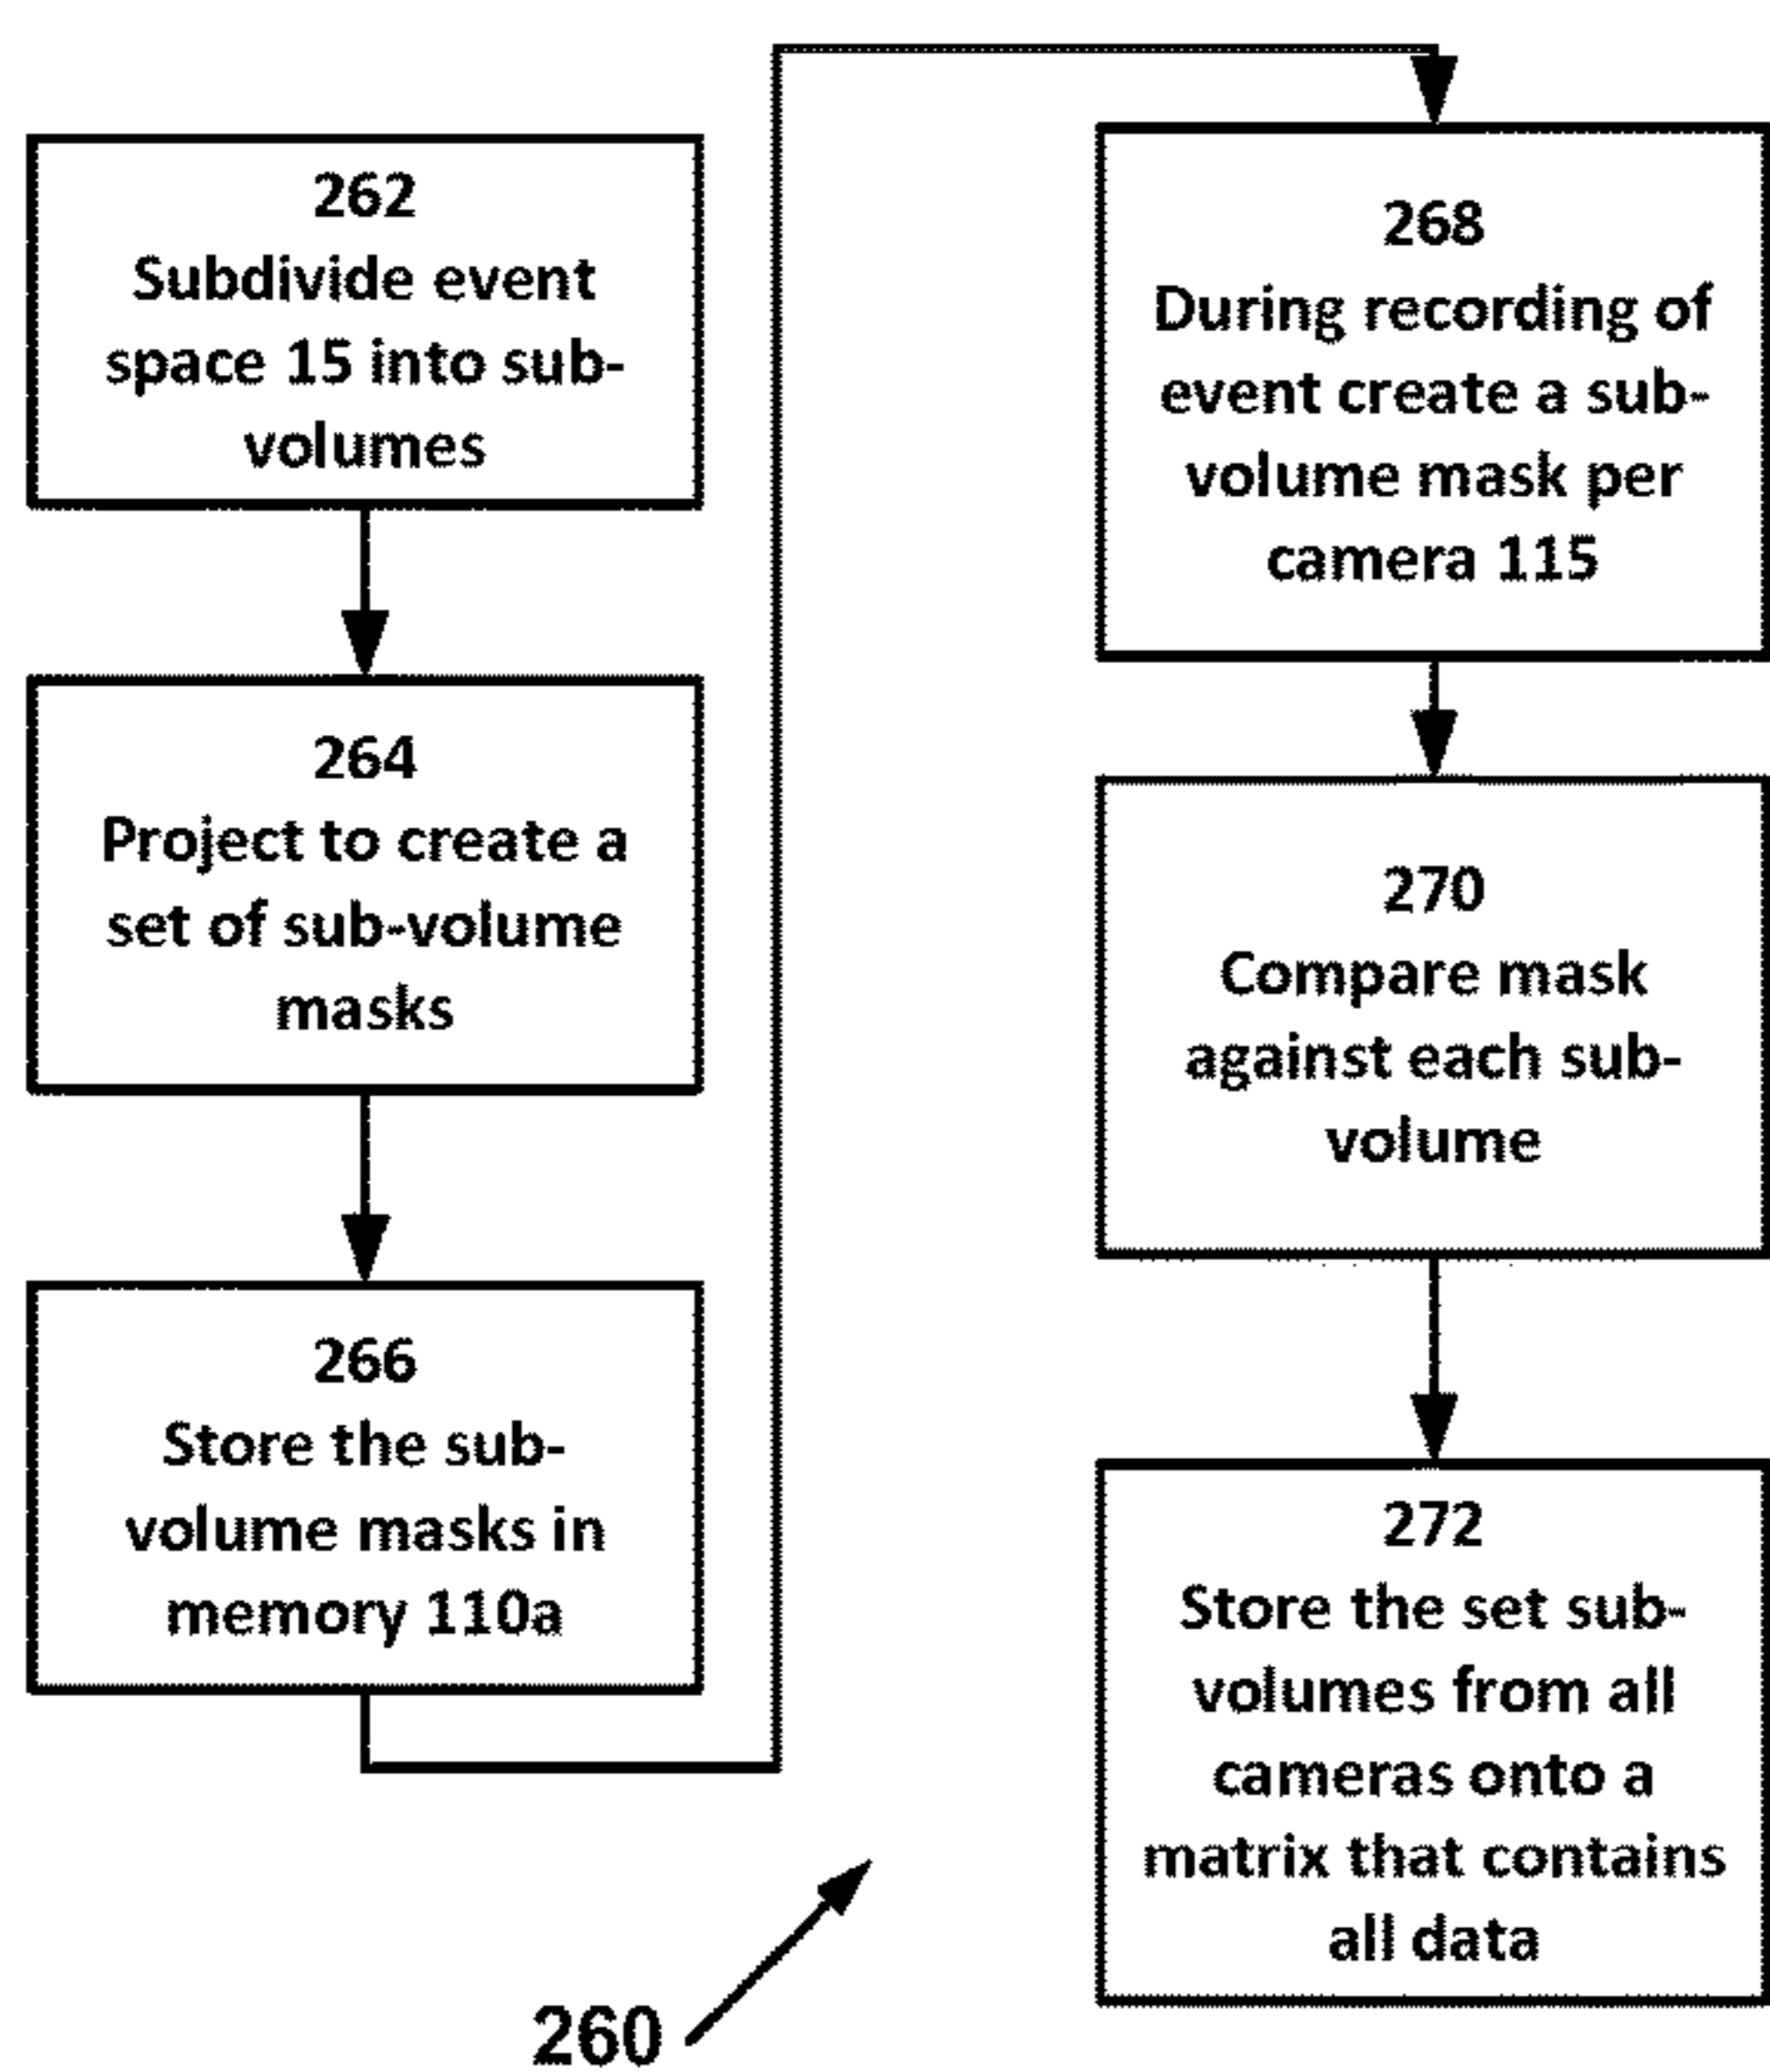 262
Subdivide event
space 15 into sub-
volumes
264
Project to create a
set of sub-volume
masks
266
Store the sub-
volume masks in
memory 110a
268
During recording of
event create a sub-
volume mask per
camera 115
270
Compare mask
against each sub-
volume
272
Store the set sub-
volumes from all
cameras onto a
matrix that contains
all data
260